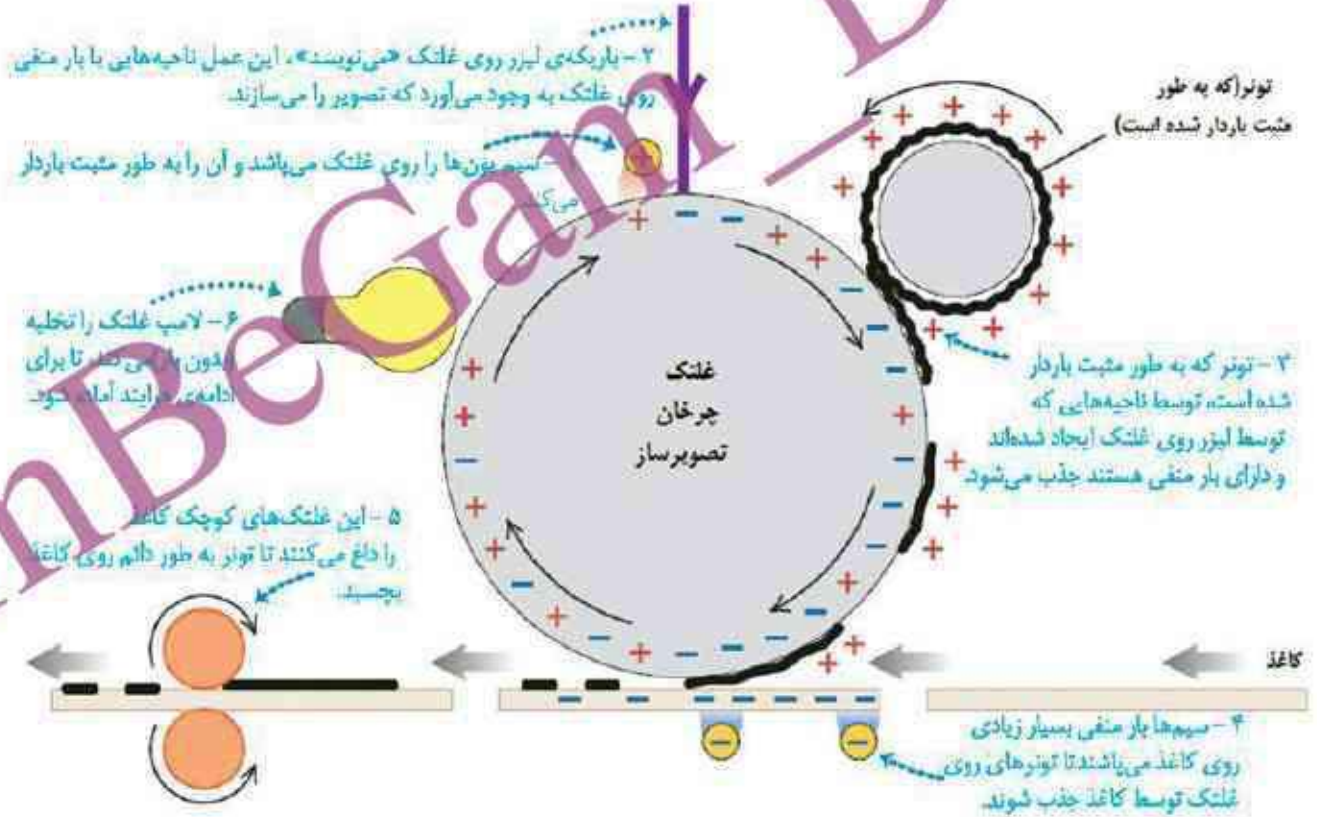 ۲ – باریکه‌ی لیزر روی غلتک «می‌نویسد»، این عمل ناحیه‌هایی با بار منفی
روی غلتک به وجود می‌آورد که تصویر را می‌سازند.
سیم یون‌ها را روی غلتک می‌پاشد و آن را به طور مثبت باردار
تونر(که به طور
مثبت باردار شده است)
۳ – تونر که به طور مثبت باردار
شده است، توسط ناحیه‌هایی که
توسط لیزر روی غلتک ایجاد شده‌اند
و دارای بار منفی هستند جذب می‌شود.
غلتک
چرخان
تصویرساز
۶ – لامپ غلتک را تخلیه
تا برای
ادامه‌ی فرایند آماده شود.
۵ – این غلتک‌های کوچک کاغذ
را داغ می‌کنند تا تونر به طور دائم روی کاغذ
بچسبد.
کاغذ
۴ – سیم‌ها بار منفی بسیار زیادی
روی کاغذ می‌پاشند تا تونرهای روی
غلتک توسط کاغذ جذب شوند.
nBeGam